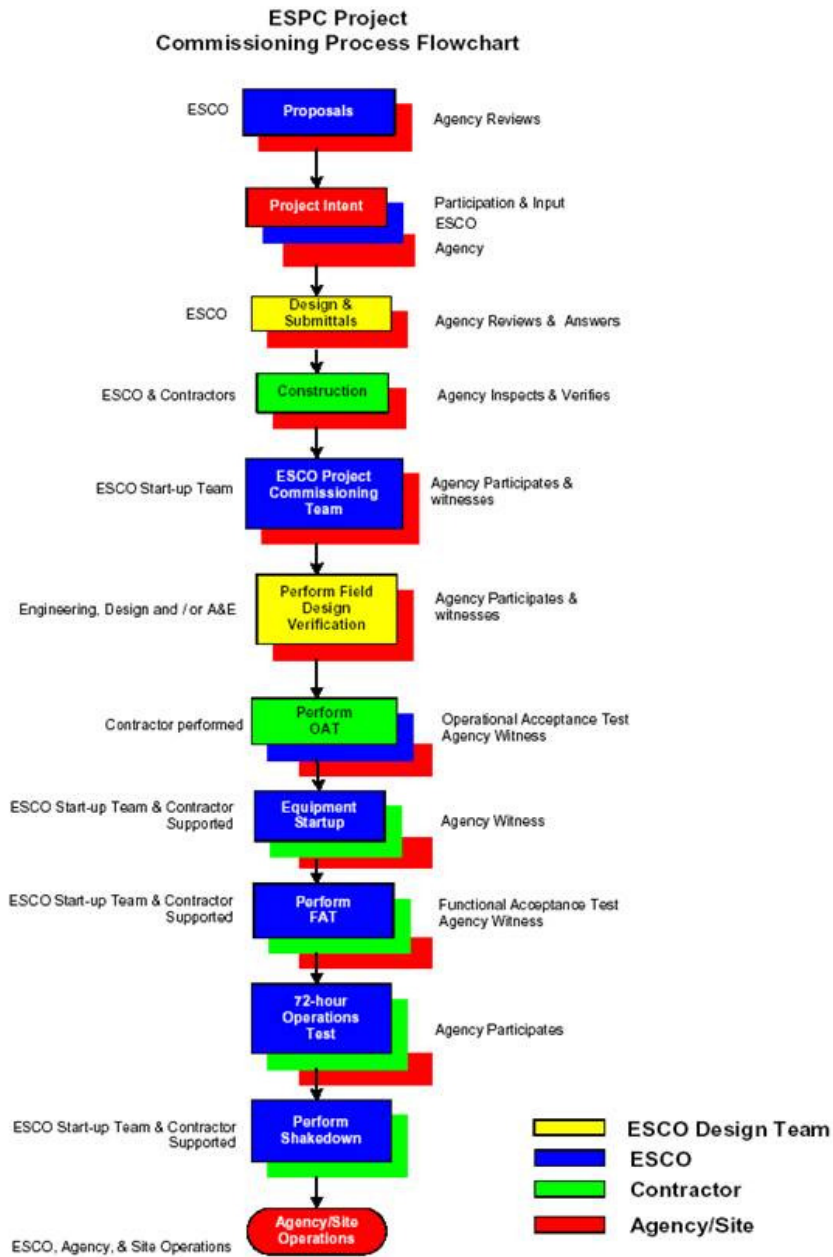 ESPC Project
Commissioning Process Flowchart
ESCO
Proposals
Agency Reviews
Project Intent
Participation & Input
ESCO
Agency
ESCO
Design &
Submittals
Agency Reviews & Answers
ESCO & Contractors
Construction
Agency Inspects & Verifies
ESCO Start-up Team
ESCO Project
Commissioning
Team
Agency Participates &
witnesses
Engineering, Design and / or A&E
Perform Field
Design
Verification
Agency Participates &
witnesses
Contractor performed
Perform
OAT
Operational Acceptance Test
Agency Witness
ESCO Start-up Team & Contractor
Supported
Equipment
Startup
Agency Witness
ESCO Start-up Team & Contractor
Supported
Perform
FAT
Functional Acceptance Test
Agency Witness
72-hour
Operations
Test
Agency Participates
ESCO Start-up Team & Contractor
Supported
Perform
Shakedown
ESCO, Agency, & Site Operations
Agency/Site
Operations
ESCO Design Team
ESCO
Contractor
Agency/Site